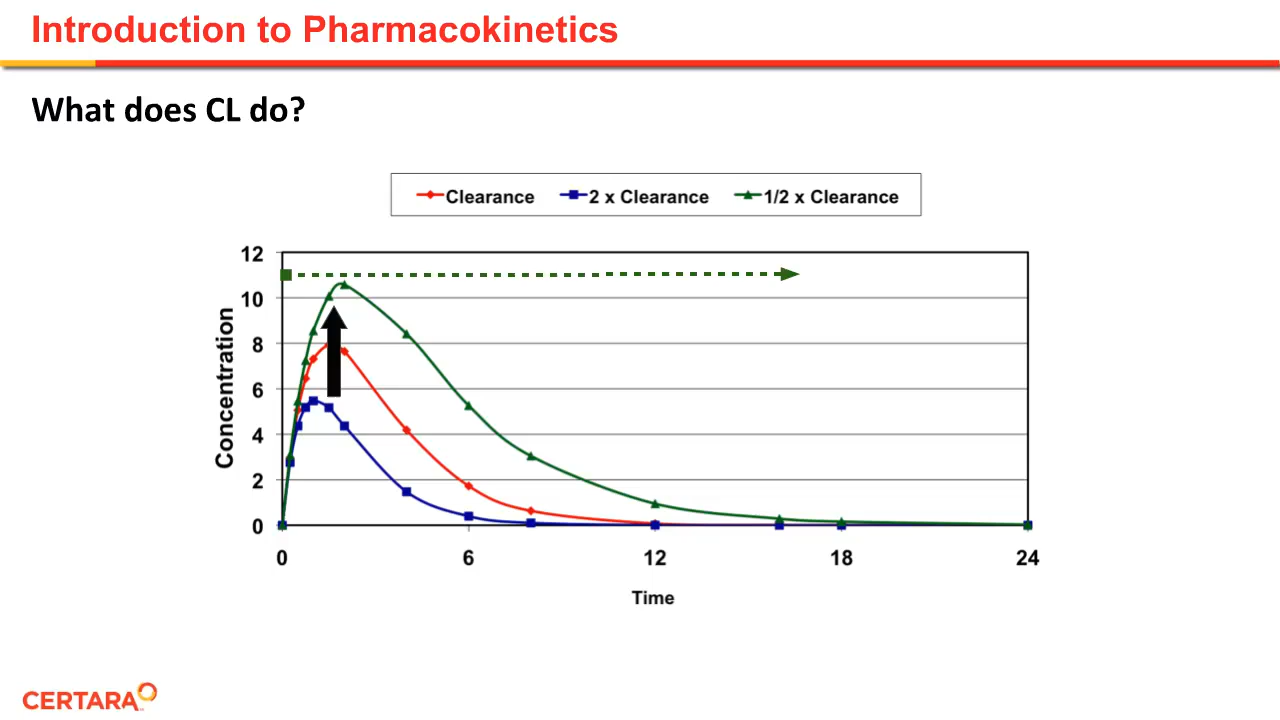 Introduction to Pharmacokinetics
What does CL do?
Clearance 2 x Clearance 1/2 x Clearance
Concentration
12
10
8
6
4
2
0
0 6 12 18 24
Time
CERTARA